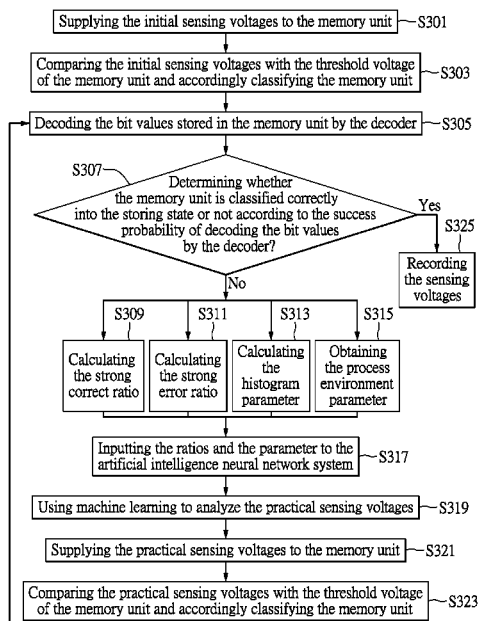 Supplying the initial sensing voltages to the memory unit
S301
Comparing the initial sensing voltages with the threshold voltage
of the memory unit and accordingly classifying the memory unit
S303
Decoding the bit values stored in the memory unit by the decoder
S305
S307
Determining whether
the memory unit is classified correctly
into the storing state or not according to the success
probability of decoding the bit values
by the decoder?
Yes
S325
Recording
the sensing
voltages
No
S309
Calculating
the strong
correct ratio
S311
Calculating
the strong
error ratio
S313
Calculating
the
histogram
parameter
S315
Obtaining
the process
environment
parameter
Inputting the ratios and the parameter to the
artificial intelligence neural network system
S317
Using machine learning to analyze the practical sensing voltages
S319
Supplying the practical sensing voltages to the memory unit
S321
Comparing the practical sensing voltages with the threshold voltage
of the memory unit and accordingly classifying the memory unit
S323